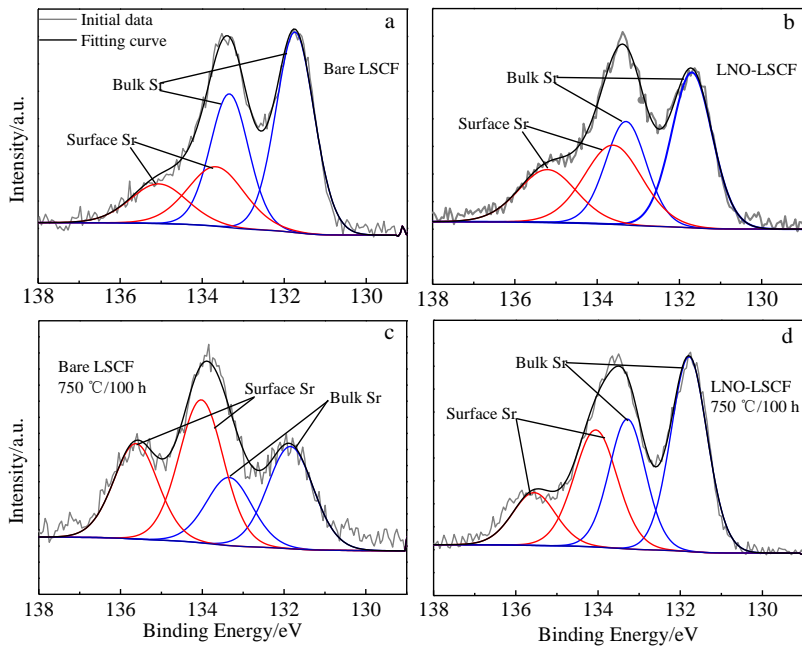 Initial data
Fitting curve
a
Bulk Sr
Bare LSCF
Surface Sr
Intensity/a.u.
138 136 134 132 130
b
LNO-LSCF
Bulk Sr
Surface Sr
138 136 134 132 130
c
Bare LSCF
750 ℃/100 h
Surface Sr
Bulk Sr
Intensity/a.u.
138 136 134 132 130
Binding Energy/eV
d
Bulk Sr
LNO-LSCF
750 ℃/100 h
Surface Sr
138 136 134 132 130
Binding Energy/eV